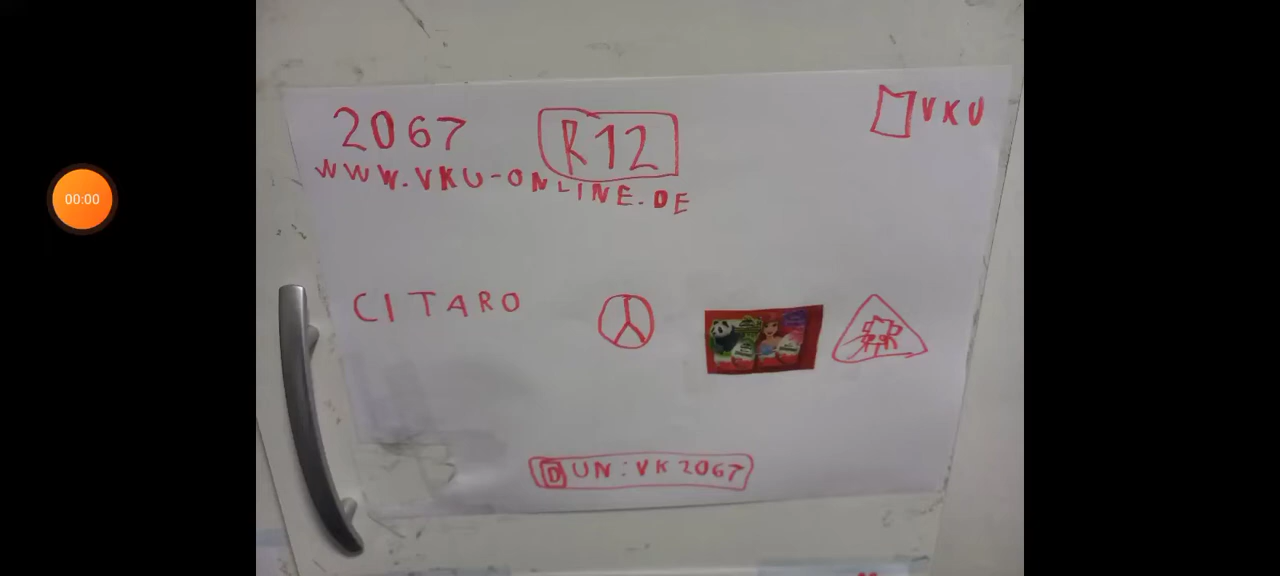 00:00
2067 R12 VKU
WWW.VKU-ONLINE.DE
CITARO
D UN:VK 2067